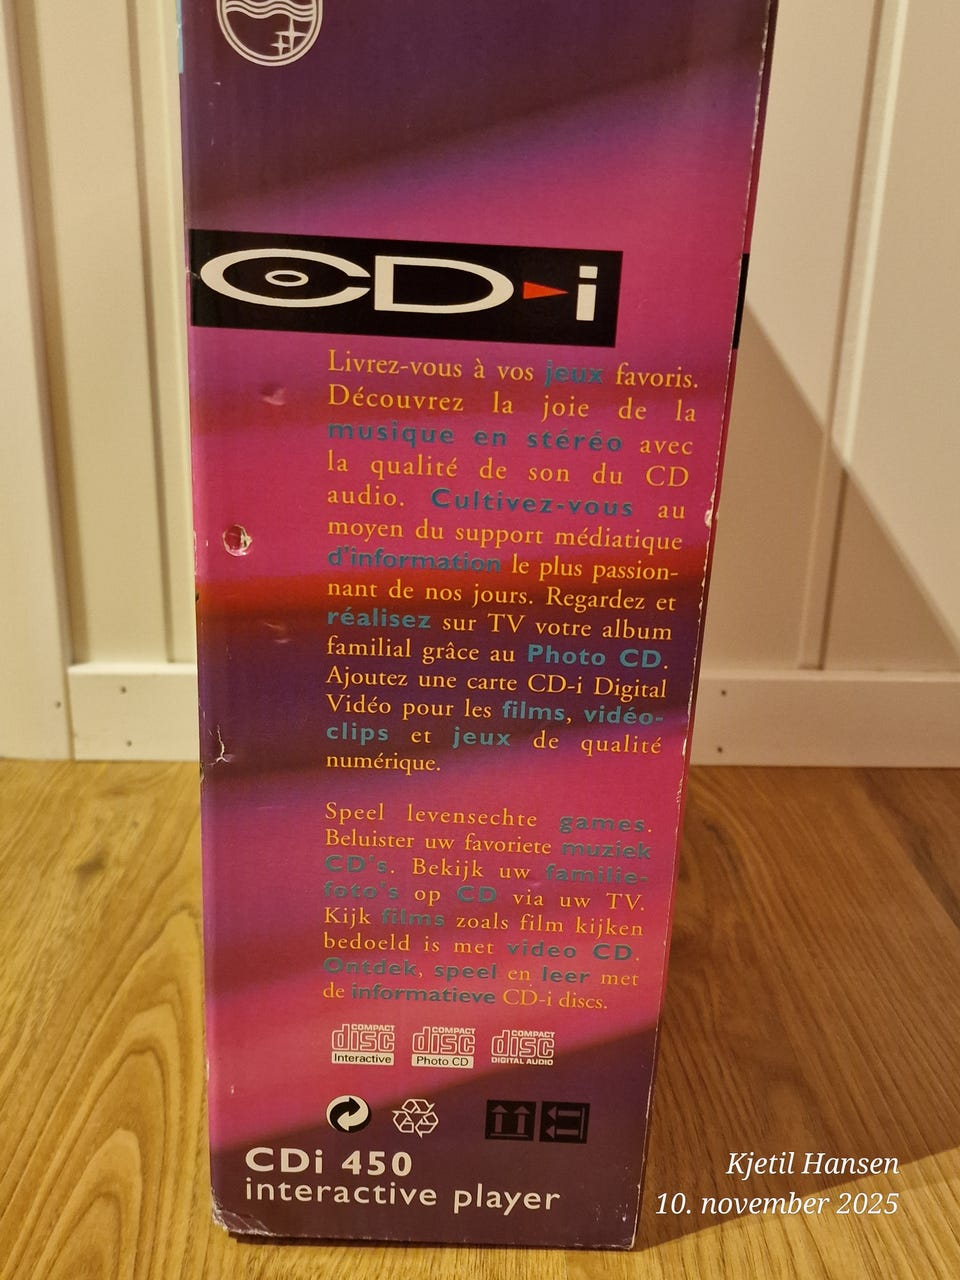 CD-i
Livrez-vous à vos jeux favoris.
Découvrez la joie de la
musique en stéréo avec
la qualité de son du CD
audio. Cultivez-vous au
moyen du support médiatique
d'information le plus passion-
nant de nos jours. Regardez et
réalisez sur TV votre album
familial grâce au Photo CD.
Ajoutez une carte CD-i Digital
Vidéo pour les films, vidéo-
clips et jeux de qualité
numérique.
Speel levensechte games.
Beluister uw favoriete muziek
CD's. Bekijk uw familie-
foto's op CD via uw TV.
Kijk films zoals film kijken
bedoeld is met video CD.
Ontdek, speel en leer met
de informatieve CD-i discs.
COMPACT disc Interactive COMPACT disc Photo CD COMPACT disc DIGITAL AUDIO
CDi 450
interactive player
Kjetil Hansen
10. november 2025